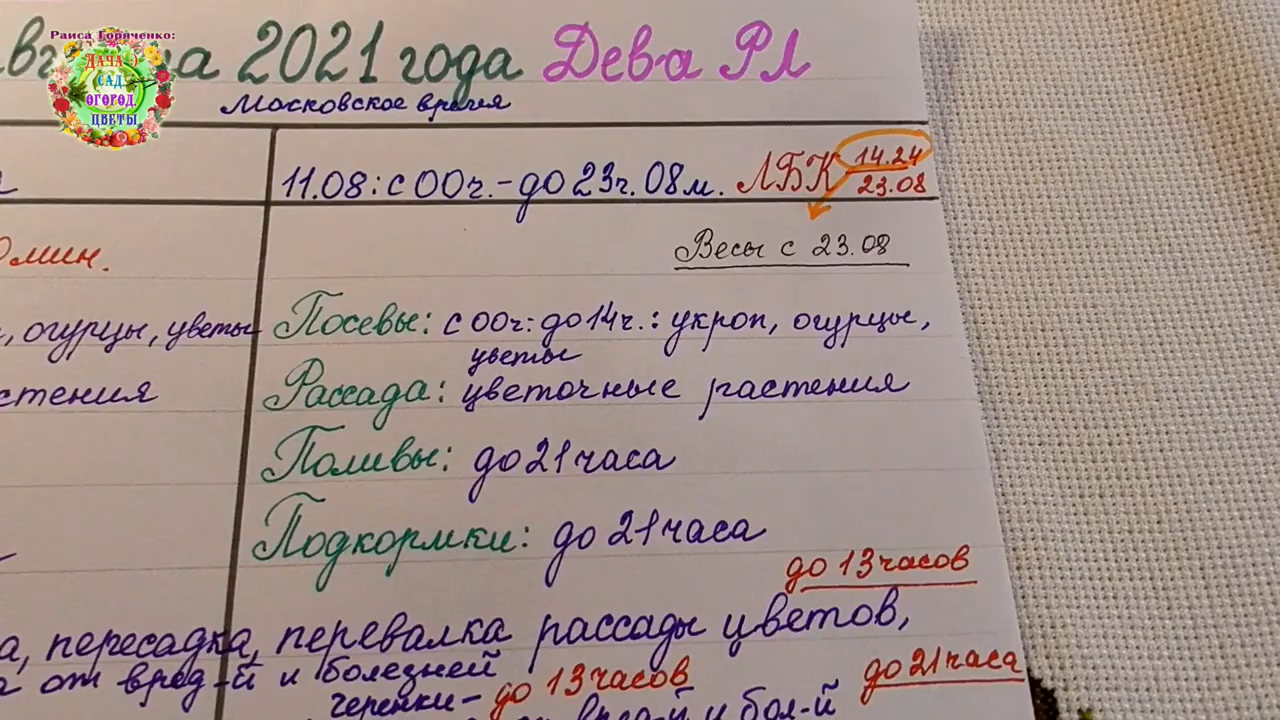 Раиса Горяченко:
ДАЧА :)
САД,
ОГОРОД,
ЦВЕТЫ
2021 года Дева РЛ
Московское время
11.08: с 00ч.-до 23ч. 08м. ЛБК 14.24
23.08
мин.
Весы с 23.08
, огурцы, цветы
Посевы: с 00ч: до 14ч.: укроп, огурцы,
цветы
стения
Рассада: цветочные растения
Поливы: до 21 часа
Подкормки: до 21 часа
до 13 часов
а, пересадка, перевалка рассады цветов,
а от вред-й и болезней
до 21 часа
черенки- до 13 часов
вред-й и бол-й